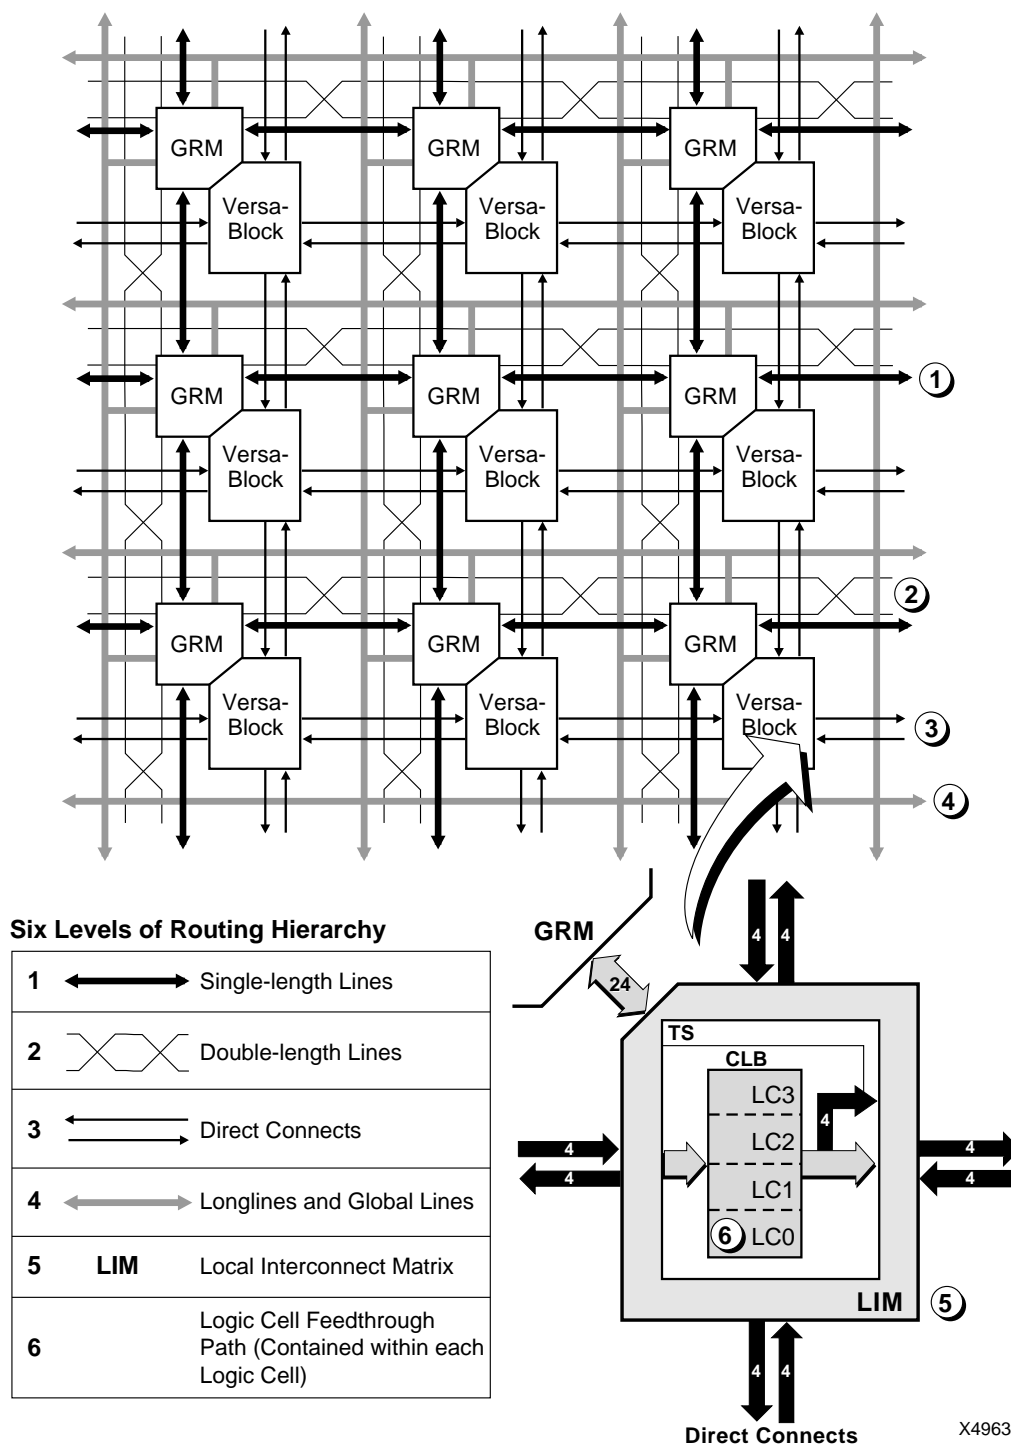 GRM GRM GRM
Versa- Versa- Versa-
Block Block Block
GRM GRM GRM
1
Versa- Versa- Versa-
Block Block Block
2
GRM GRM GRM
Versa- Versa- Versa-
Block Block Block
3
4
Six Levels of Routing Hierarchy
1 Single-length Lines
2 Double-length Lines
3 Direct Connects
4 Longlines and Global Lines
5 LIM Local Interconnect Matrix
6 Logic Cell Feedthrough
Path (Contained within each
Logic Cell)
GRM
24
4 4
TS
CLB
LC3
4
LC2
LC1
6 LC0
4 4
4 4
LIM 5
4 4
Direct Connects
X4963